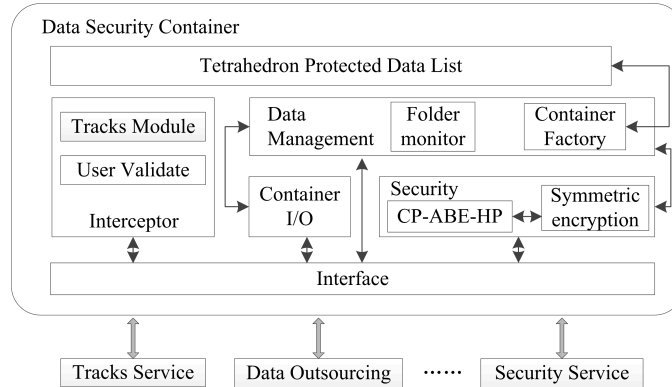 Data Security Container
Tetrahedron Protected Data List
Tracks Module
User Validate
Interceptor
Data
Management
Folder
monitor
Container
Factory
Container
I/O
Security
CP-ABE-HP
Symmetric
encryption
Interface
Tracks Service
Data Outsourcing
……
Security Service